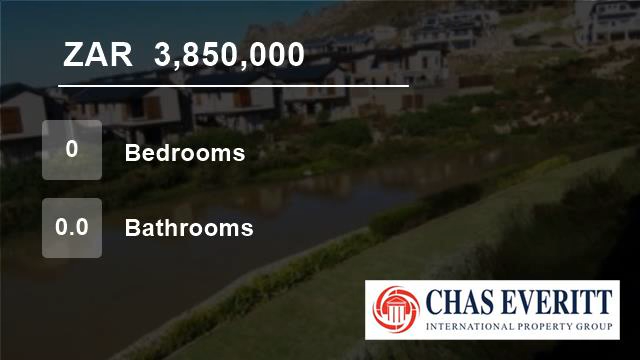 ZAR 3,850,000
0 Bedrooms
0.0 Bathrooms
CHAS EVERITT
INTERNATIONAL PROPERTY GROUP